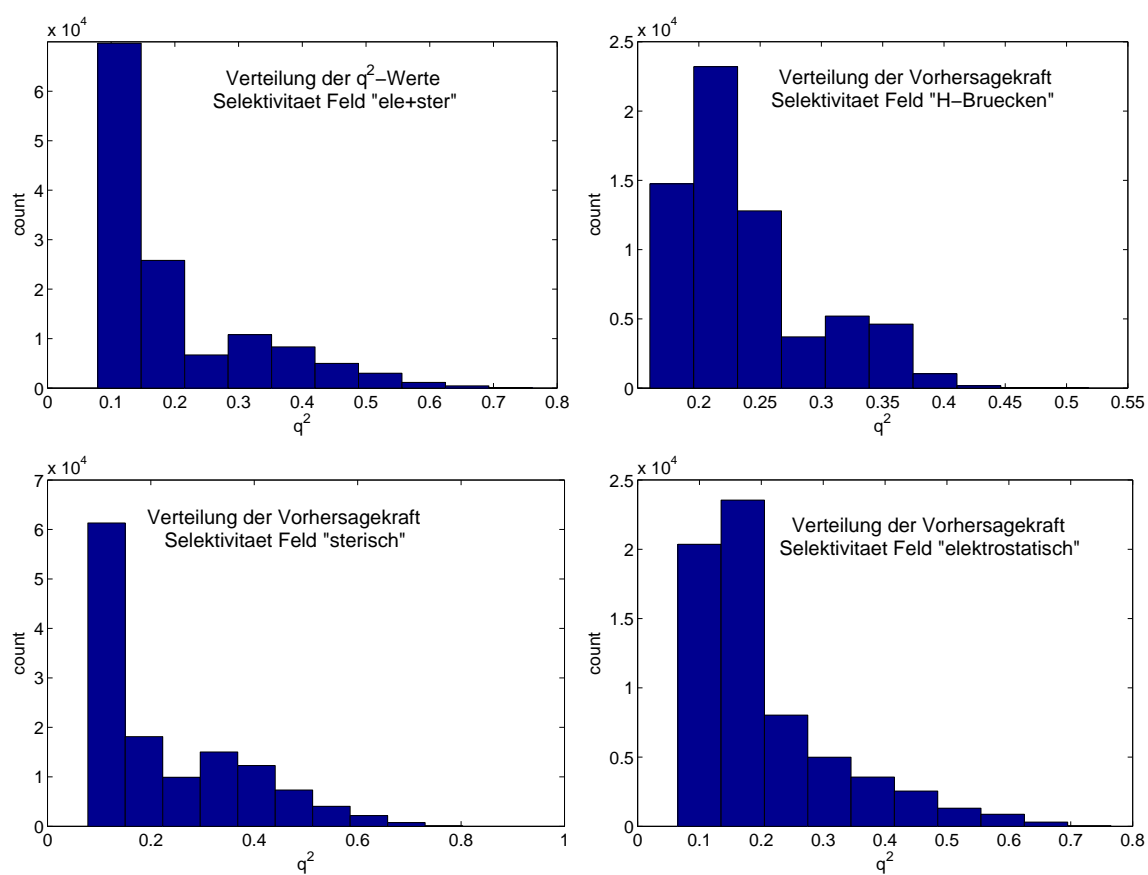 x 10^4
Verteilung der q^2-Werte
Selektivitaet Feld "ele+ster"
count
6
5
4
3
2
1
0
0 0.1 0.2 0.3 0.4 0.5 0.6 0.7 0.8
q^2
x 10^4
Verteilung der Vorhersagekraft
Selektivitaet Feld "H-Bruecken"
count
2.5
2
1.5
1
0.5
0
0.2 0.25 0.3 0.35 0.4 0.45 0.5 0.55
q^2
x 10^4
Verteilung der Vorhersagekraft
Selektivitaet Feld "sterisch"
count
7
6
5
4
3
2
1
0
0 0.2 0.4 0.6 0.8 1
q^2
x 10^4
Verteilung der Vorhersagekraft
Selektivitaet Feld "elektrostatisch"
count
2.5
2
1.5
1
0.5
0
0 0.1 0.2 0.3 0.4 0.5 0.6 0.7 0.8
q^2